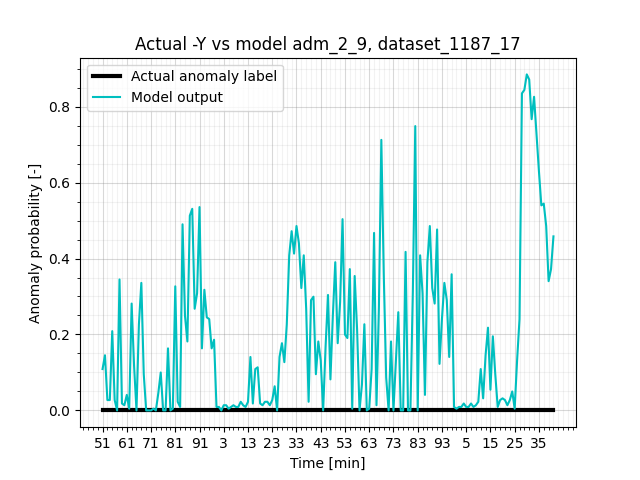 Actual -Y vs model adm_2_9, dataset_1187_17
Actual anomaly label
Model output
Anomaly probability [-]
0.8
0.6
0.4
0.2
0.0
51 61 71 81 91 3 13 23 33 43 53 63 73 83 93 5 15 25 35
Time [min]